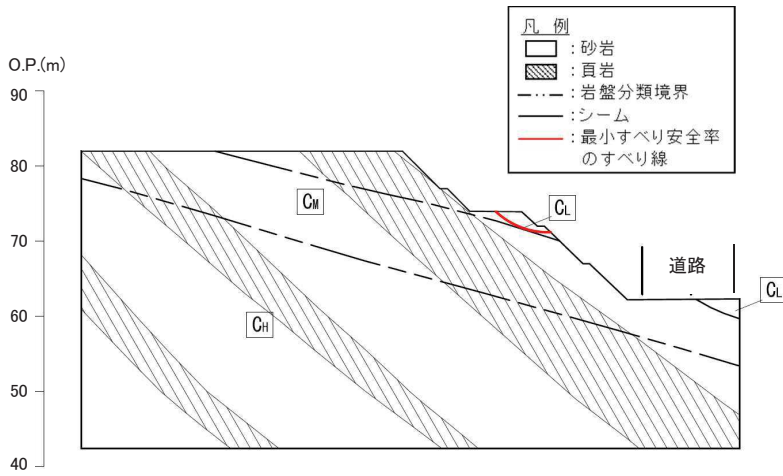 凡 例
：砂岩
：頁岩
：岩盤分類境界
：シーム
：最小すべり安全率
のすべり線
O.P.(m)
90
80
70
60
50
40
CM
CL
道路
CL
CH